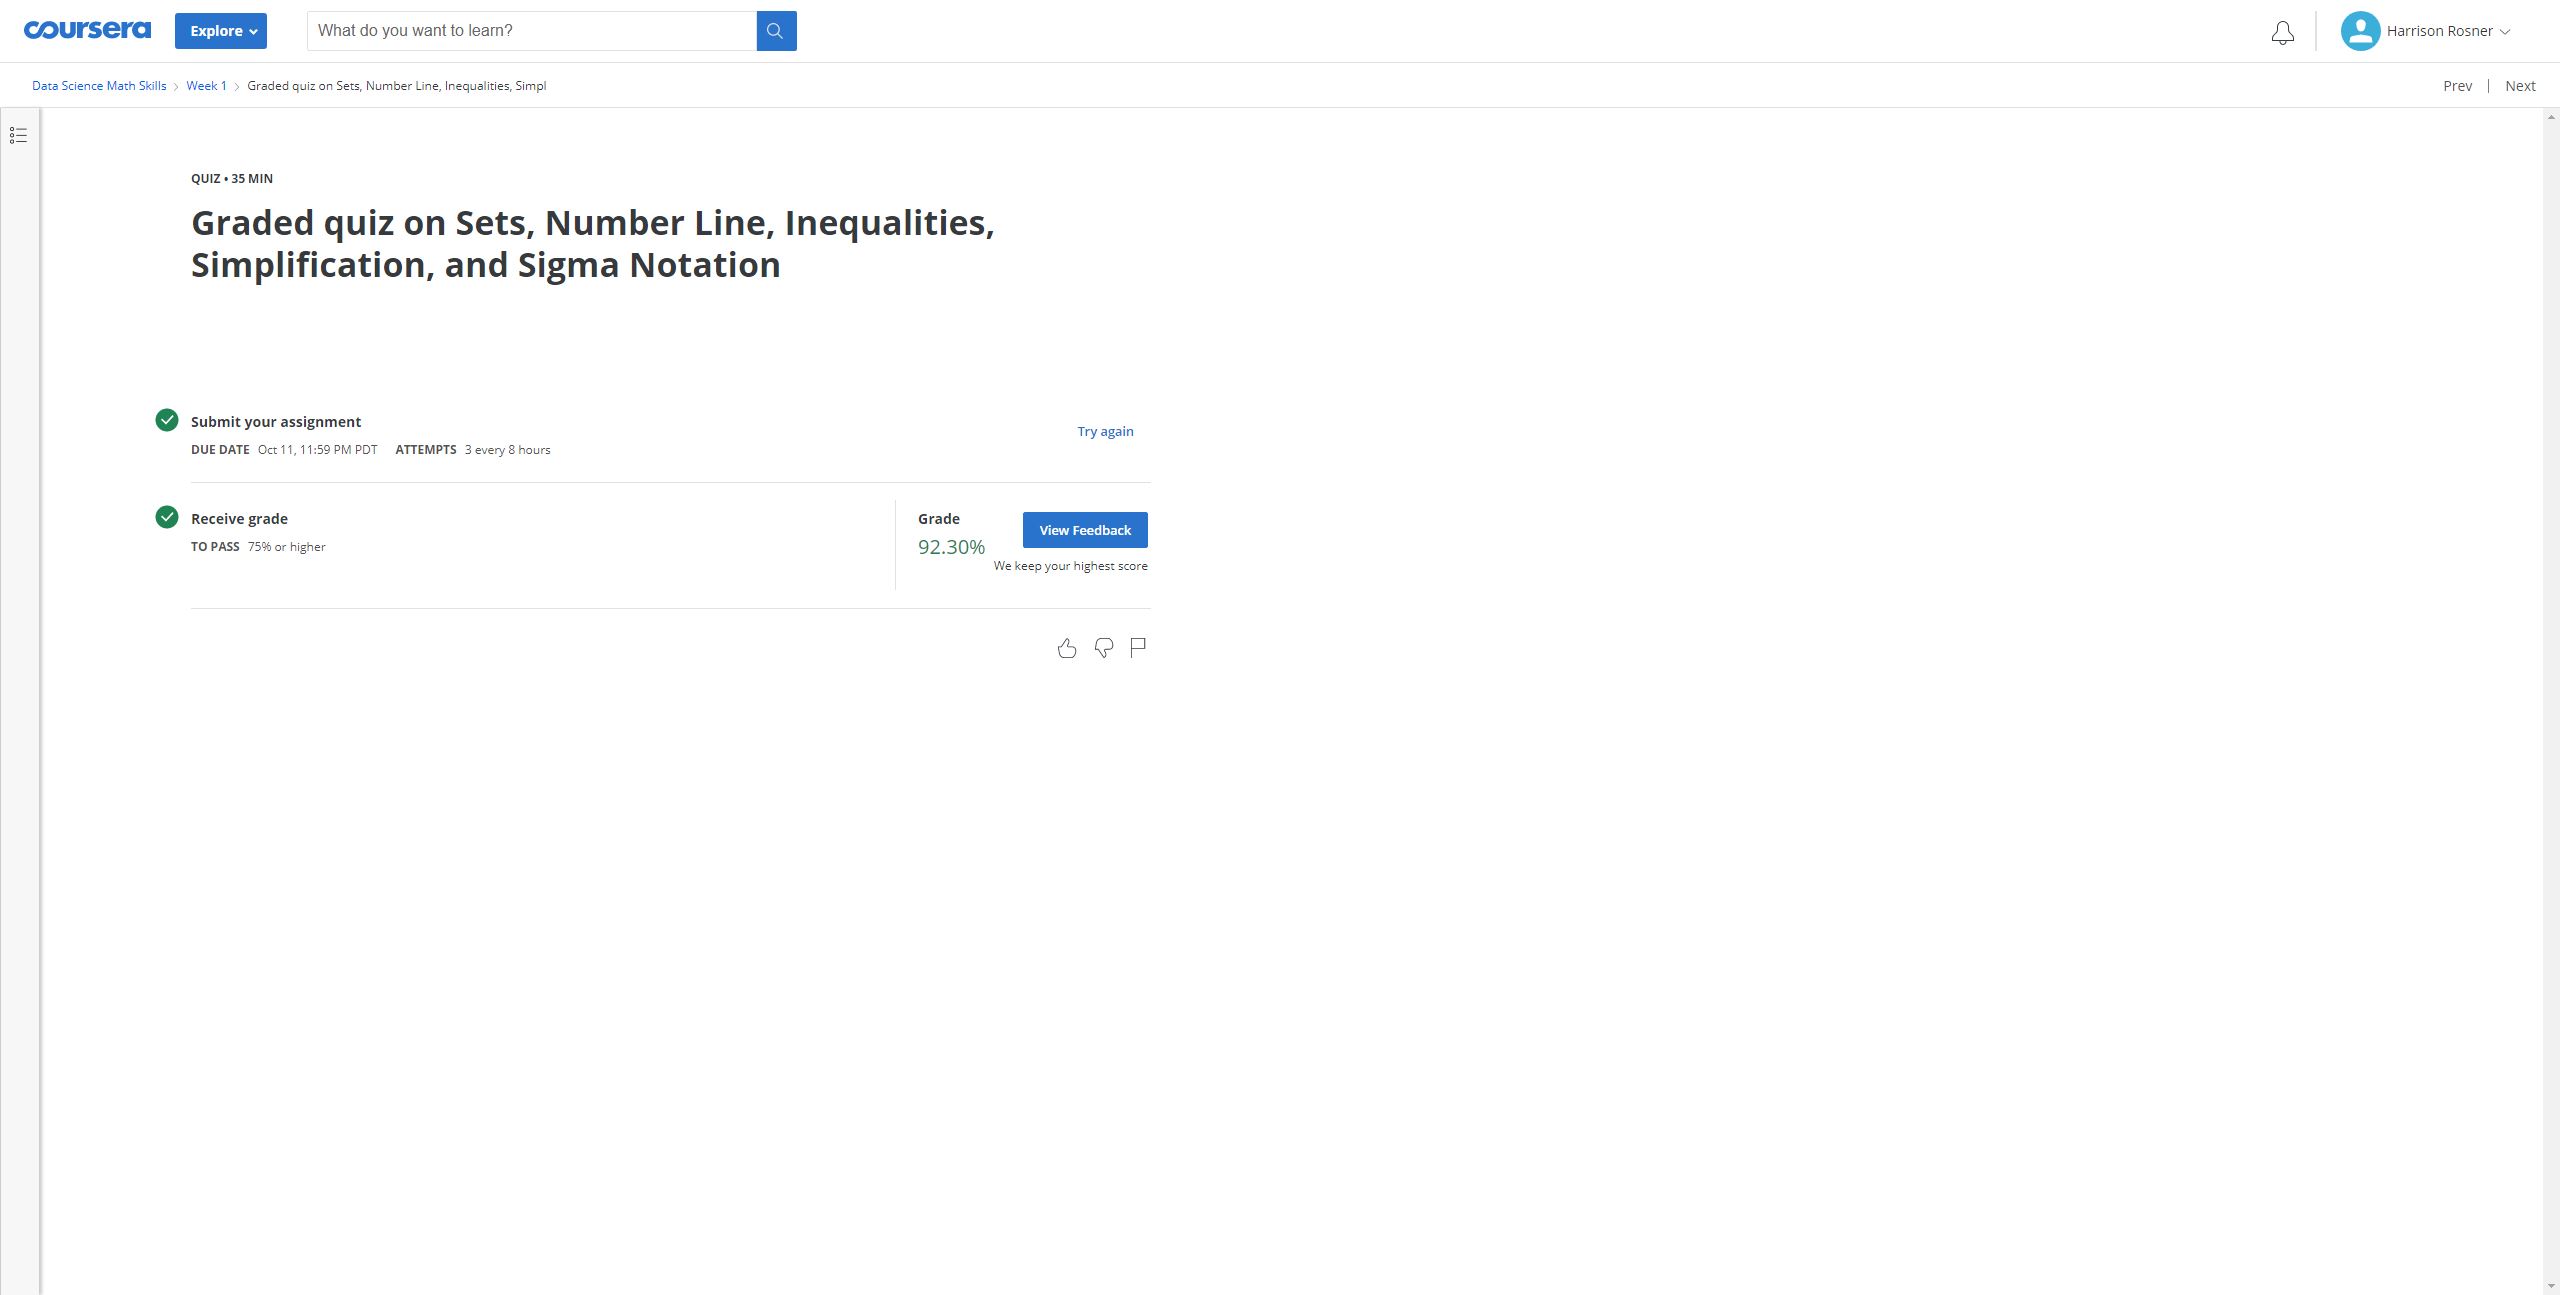 coursera
Explore
What do you want to learn?
Harrison Rosner
Data Science Math Skills
Week 1
Graded quiz on Sets, Number Line, Inequalities, Simpl
Prev | Next
QUIZ • 35 MIN
Graded quiz on Sets, Number Line, Inequalities,
Simplification, and Sigma Notation
Submit your assignment
DUE DATE Oct 11, 11:59 PM PDT ATTEMPTS 3 every 8 hours
Try again
Receive grade
TO PASS 75% or higher
Grade
92.30%
View Feedback
We keep your highest score